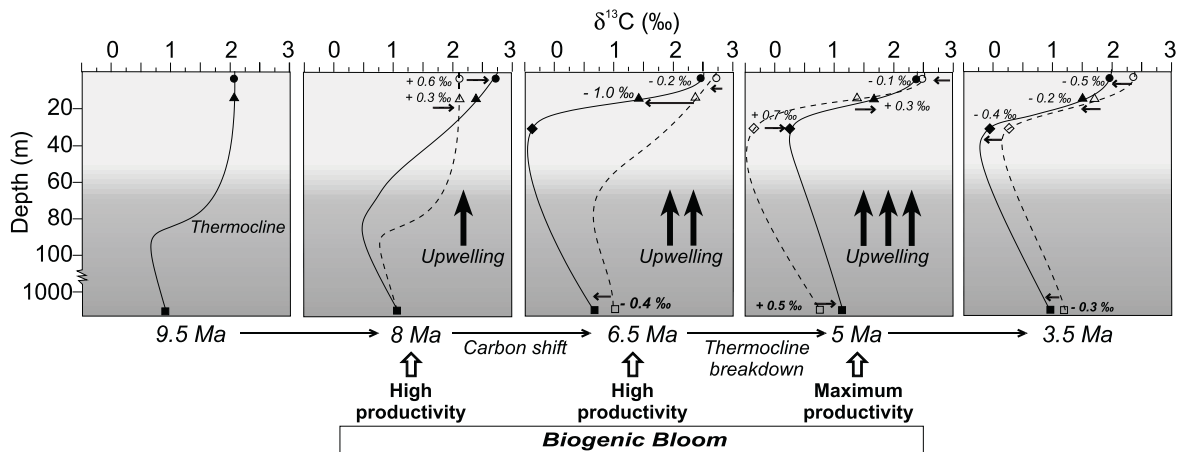 δ13C (‰)
0 1 2 3
0 1 2 3
0 1 2 3
0 1 2 3
0 1 2 3
Depth (m)
0
20
40
60
80
100
1000
Thermocline
+ 0.6 ‰
+ 0.3 ‰
Upwelling
- 0.2 ‰
- 1.0 ‰
Upwelling
- 0.4 ‰
- 0.1 ‰
+ 0.3 ‰
+ 0.7 ‰
Upwelling
+ 0.5 ‰
- 0.5 ‰
- 0.2 ‰
- 0.4 ‰
- 0.3 ‰
9.5 Ma
8 Ma
Carbon shift
6.5 Ma
Thermocline
breakdown
5 Ma
3.5 Ma
High
productivity
High
productivity
Maximum
productivity
Biogenic Bloom